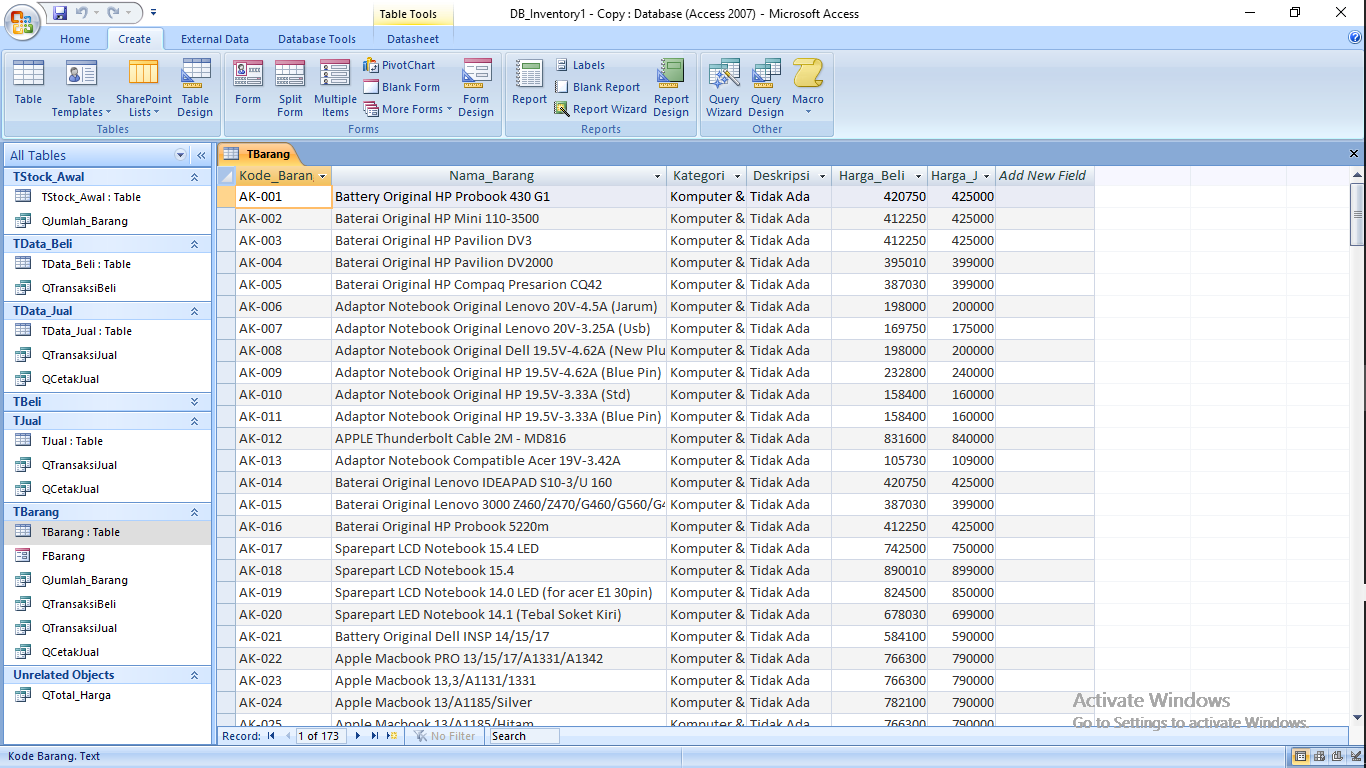 Table Tools
DB_Inventory1 - Copy : Database (Access 2007) - Microsoft Access
Home Create External Data Database Tools Datasheet
Table
Table Templates
SharePoint Lists
Table Design
Tables
Form
Split Form
Multiple Items
PivotChart
Blank Form
More Forms
Form Design
Forms
Report
Labels
Blank Report
Report Wizard
Report Design
Reports
Query Wizard
Query Design
Macro
Other
All Tables
TStock_Awal
TStock_Awal : Table
QJumlah_Barang
TData_Beli
TData_Beli : Table
QTransaksiBeli
TData_Jual
TData_Jual : Table
QTransaksiJual
QCetakJual
TBeli
TJual
TJual : Table
QTransaksiJual
QCetakJual
TBarang
TBarang : Table
FBarang
QJumlah_Barang
QTransaksiBeli
QTransaksiJual
QCetakJual
Unrelated Objects
QTotal_Harga
TBarang
Kode_Baran Nama_Barang Kategori Deskripsi Harga_Beli Harga_J Add New Field
AK-001 Battery Original HP Probook 430 G1 Komputer & Tidak Ada 420750 425000
AK-002 Baterai Original HP Mini 110-3500 Komputer & Tidak Ada 412250 425000
AK-003 Baterai Original HP Pavilion DV3 Komputer & Tidak Ada 412250 425000
AK-004 Baterai Original HP Pavilion DV2000 Komputer & Tidak Ada 395010 399000
AK-005 Baterai Original HP Compaq Presarion CQ42 Komputer & Tidak Ada 387030 399000
AK-006 Adaptor Notebook Original Lenovo 20V-4.5A (Jarum) Komputer & Tidak Ada 198000 200000
AK-007 Adaptor Notebook Original Lenovo 20V-3.25A (Usb) Komputer & Tidak Ada 169750 175000
AK-008 Adaptor Notebook Original Dell 19.5V-4.62A (New Plu Komputer & Tidak Ada 198000 200000
AK-009 Adaptor Notebook Original HP 19.5V-4.62A (Blue Pin) Komputer & Tidak Ada 232800 240000
AK-010 Adaptor Notebook Original HP 19.5V-3.33A (Std) Komputer & Tidak Ada 158400 160000
AK-011 Adaptor Notebook Original HP 19.5V-3.33A (Blue Pin) Komputer & Tidak Ada 158400 160000
AK-012 APPLE Thunderbolt Cable 2M - MD816 Komputer & Tidak Ada 831600 840000
AK-013 Adaptor Notebook Compatible Acer 19V-3.42A Komputer & Tidak Ada 105730 109000
AK-014 Baterai Original Lenovo IDEAPAD S10-3/U 160 Komputer & Tidak Ada 420750 425000
AK-015 Baterai Original Lenovo 3000 Z460/Z470/G460/G560/G4 Komputer & Tidak Ada 387030 399000
AK-016 Baterai Original HP Probook 5220m Komputer & Tidak Ada 412250 425000
AK-017 Sparepart LCD Notebook 15.4 LED Komputer & Tidak Ada 742500 750000
AK-018 Sparepart LCD Notebook 15.4 Komputer & Tidak Ada 890010 899000
AK-019 Sparepart LCD Notebook 14.0 LED (for acer E1 30pin) Komputer & Tidak Ada 824500 850000
AK-020 Sparepart LED Notebook 14.1 (Tebal Soket Kiri) Komputer & Tidak Ada 678030 699000
AK-021 Battery Original Dell INSP 14/15/17 Komputer & Tidak Ada 584100 590000
AK-022 Apple Macbook PRO 13/15/17/A1331/A1342 Komputer & Tidak Ada 766300 790000
AK-023 Apple Macbook 13,3/A1131/1331 Komputer & Tidak Ada 766300 790000
AK-024 Apple Macbook 13/A1185/Silver Komputer & Tidak Ada 782100 790000
AK-025 Apple Macbook 13/A1185/Hitam Komputer & Tidak Ada 766300 790000
Activate Windows
Go to Settings to activate Windows.
Record: 1 of 173 No Filter Search
Kode Barang. Text